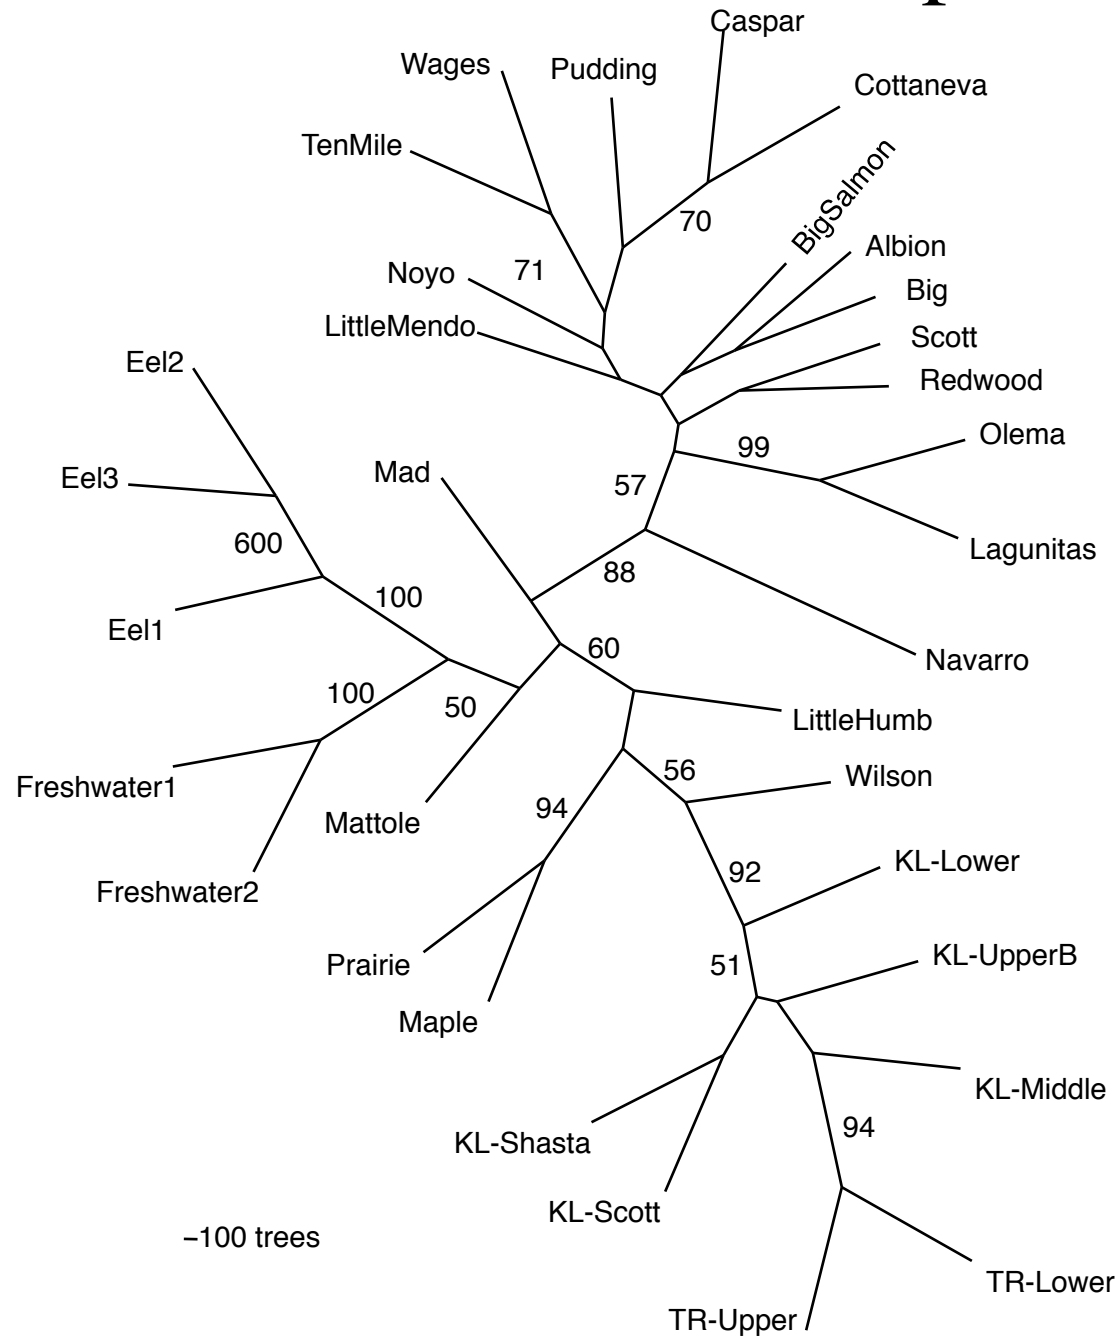 Caspar
Wages
Pudding
Cottaneva
TenMile
BigSalmon
70
Albion
71
Noyo
Big
LittleMendo
Scott
Eel2
Redwood
Olema
99
Mad
Eel3
57
600
Lagunitas
88
100
Eel1
60
Navarro
100
50
LittleHumb
56
Wilson
Freshwater1
94
Mattole
KL-Lower
92
Freshwater2
KL-UpperB
Prairie
51
Maple
KL-Middle
94
KL-Shasta
KL-Scott
–100 trees
TR-Lower
TR-Upper